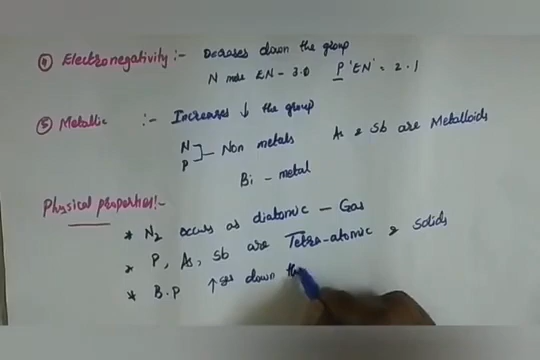 ④ Electronegativity :- Decreses down the group
N more EN - 3.0 P 'EN' = 2.1
⑤ Metallic :- Increases ↓ the group
N P Non metals As & Sb are Metalloids
Bi - metal
Physical properties:-
* N₂ occurs as diatomic - Gas
* P, As, Sb are Tetra-atomic & solids
* B.P ↑ses down the